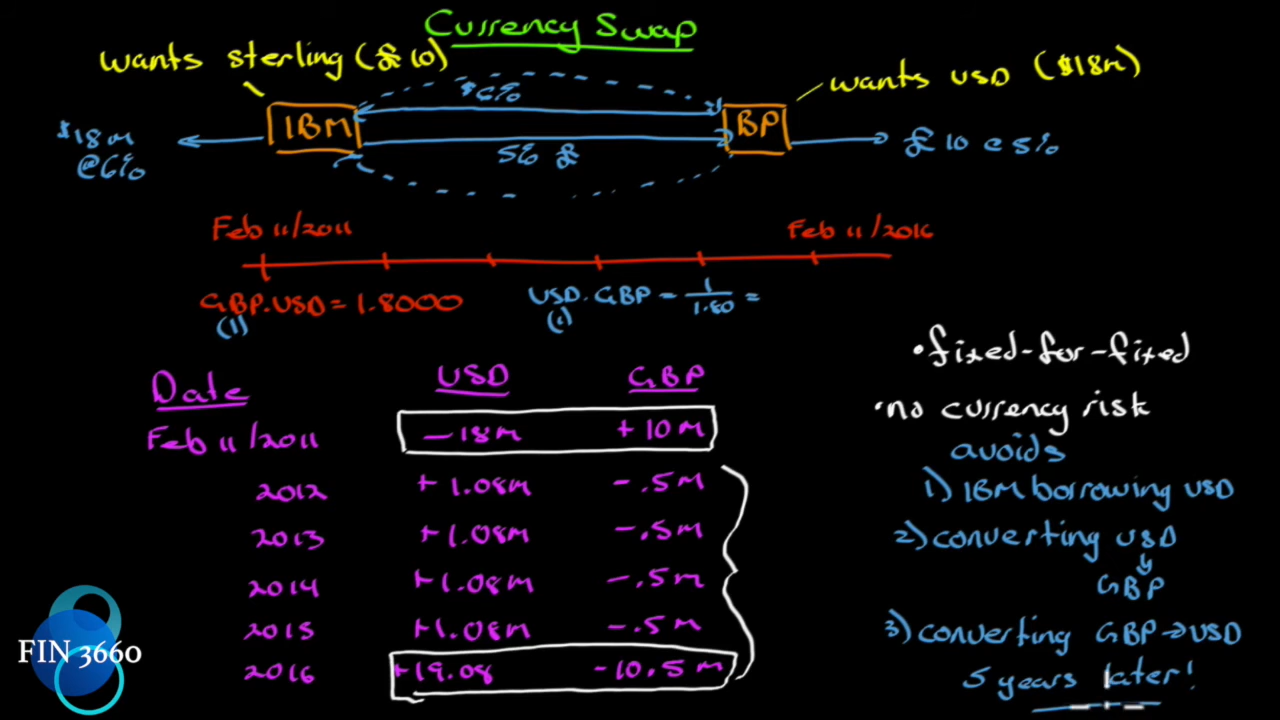 Currency Swap
wants sterling (£10)
wants USD ($18m)
$6%
IBM
BP
$18m
@6%
5% £
£10 @ 5%
Feb 11/2011
Feb 11/2016
GBP.USD = 1.8000
(1)
USD.GBP = 1/1.80 =
(1)
• fixed-for-fixed
• no currency risk
avoids
1) IBM borrowing USD
2) converting USD
GBP
3) converting GBP → USD
5 years later!
Date USD GBP
Feb 11/2011 -18m +10m
2012 +1.08m -.5m
2013 +1.08m -.5m
2014 +1.08m -.5m
2015 +1.08m -.5m
2016 +19.08 -10.5m
FIN 3660